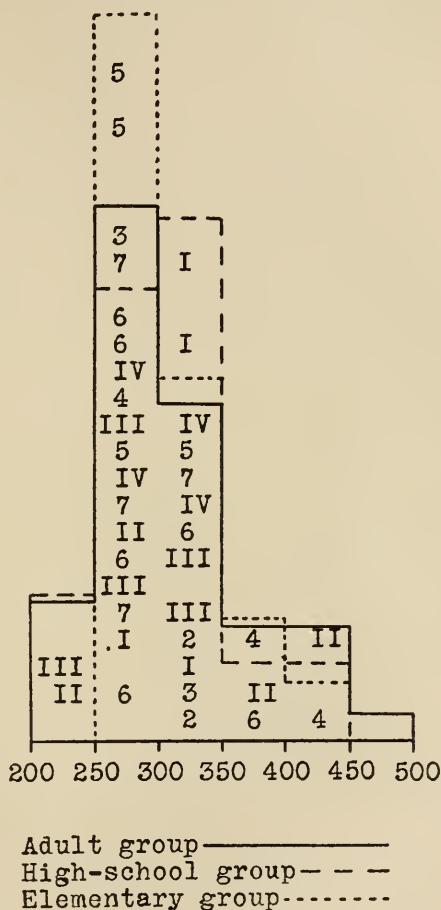 5
5
3
7 I
6
6 I
IV
4
III IV
5 5
IV 7
7 IV
II 6
6 III
III
7 III
I 2 4 II
III I
II 6 3 II
2 6 4
200 250 300 350 400 450 500
Adult group
High-school group
Elementary group